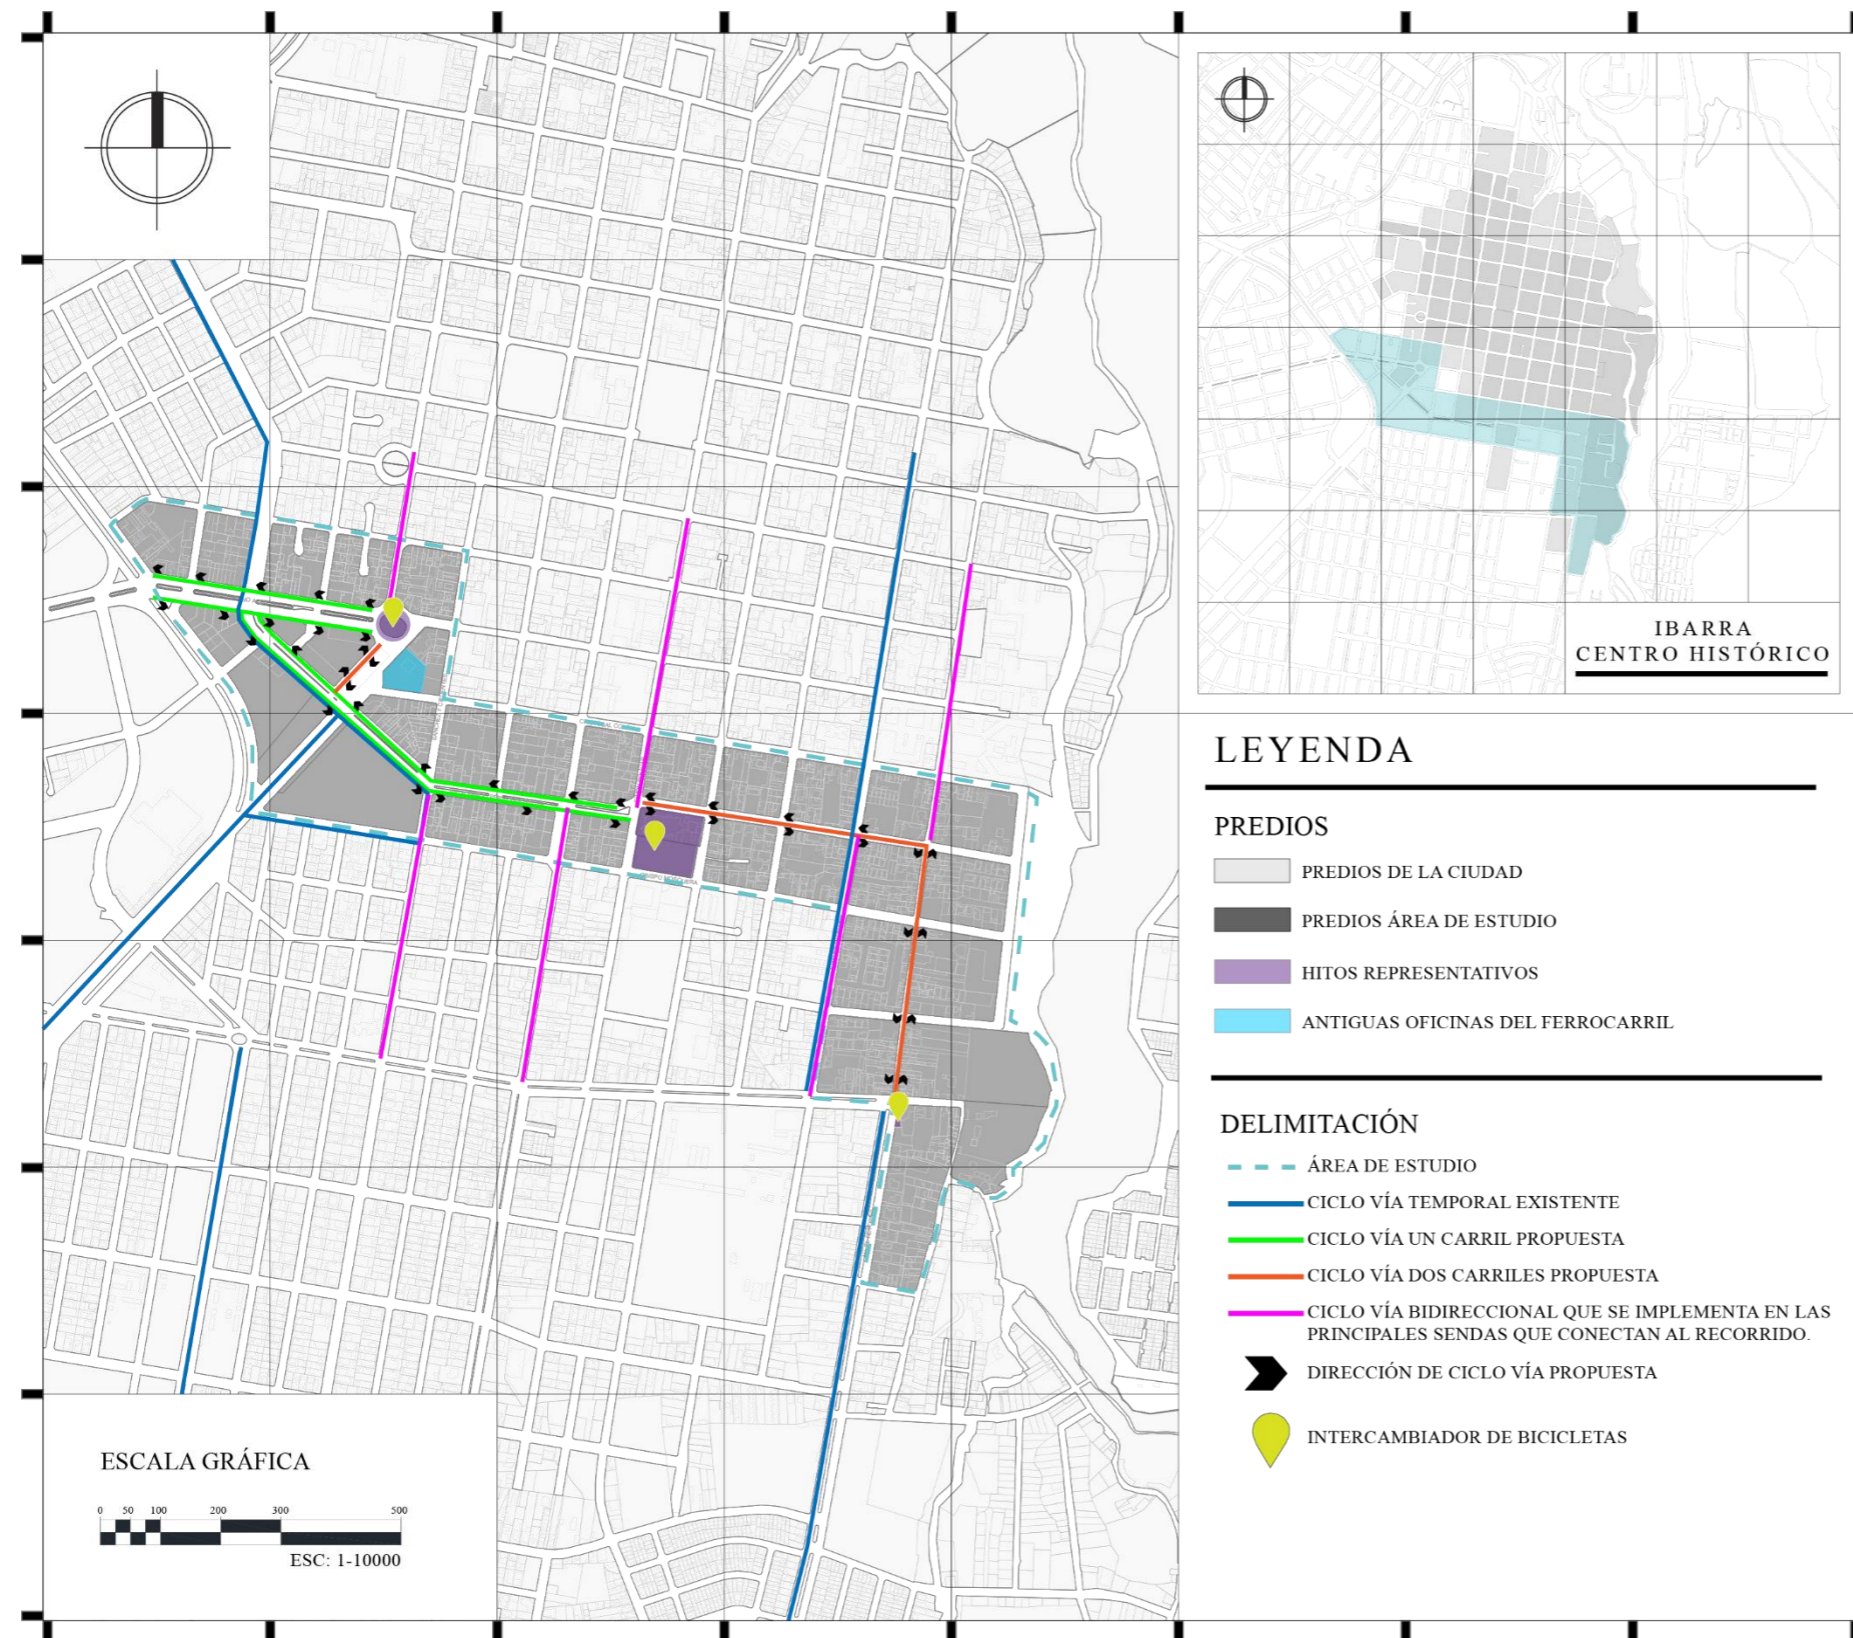 IBARRA
CENTRO HISTÓRICO
LEYENDA
PREDIOS
PREDIOS DE LA CIUDAD
PREDIOS ÁREA DE ESTUDIO
HITOS REPRESENTATIVOS
ANTIGUAS OFICINAS DEL FERROCARRIL
DELIMITACIÓN
ÁREA DE ESTUDIO
CICLO VÍA TEMPORAL EXISTENTE
CICLO VÍA UN CARRIL PROPUESTA
CICLO VÍA DOS CARRILES PROPUESTA
CICLO VÍA BIDIRECCIONAL QUE SE IMPLEMENTA EN LAS
PRINCIPALES SENDAS QUE CONECTAN AL RECORRIDO.
DIRECCIÓN DE CICLO VÍA PROPUESTA
INTERCAMBIADOR DE BICICLETAS
ESCALA GRÁFICA
0 50 100 200 300 500
ESC: 1-10000